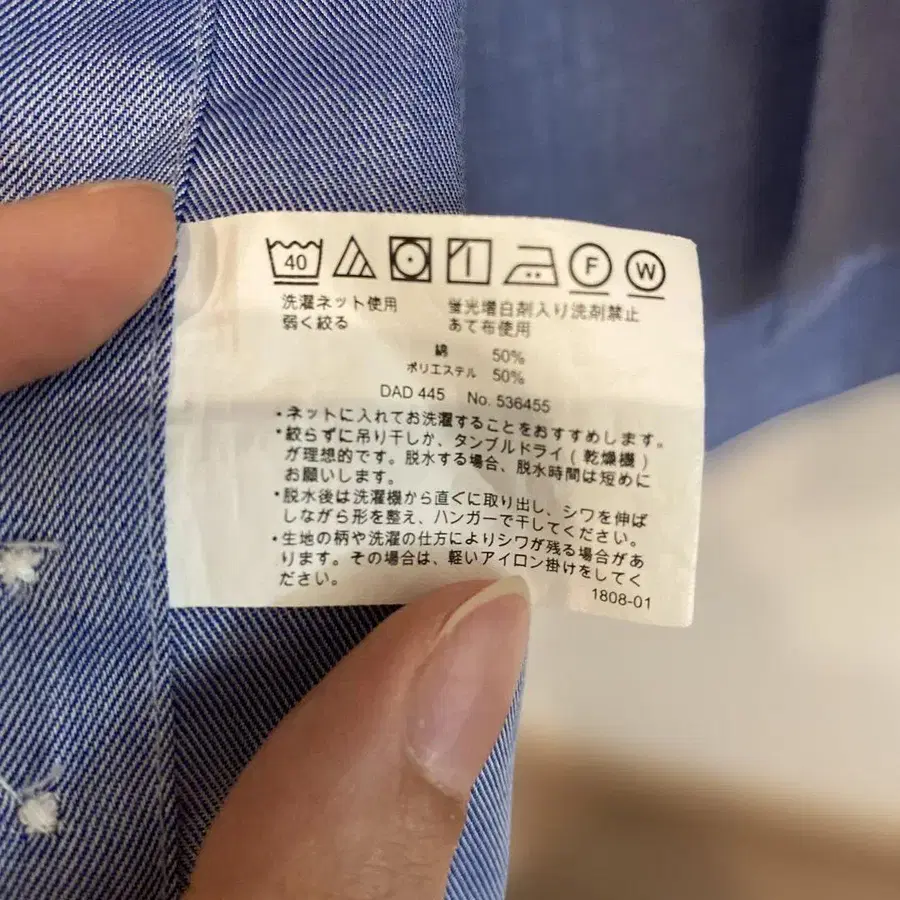 40 F W
洗濯ネット使用 蛍光増白剤入り洗剤禁止
弱く絞る あて布使用
綿 50%
ポリエステル 50%
DAD 445 No. 536455
・ネットに入れてお洗濯することをおすすめします。
・絞らずに吊り干しか、タンブルドライ(乾燥機)
が理想的です。脱水する場合、脱水時間は短めに
お願いします。
・脱水後は洗濯機から直ぐに取り出し、シワを伸ば
しながら形を整え、ハンガーで干してください。
・生地の柄や洗濯の仕方によりシワが残る場合があ
ります。その場合は、軽いアイロン掛けをしてく
ださい。
1808-01